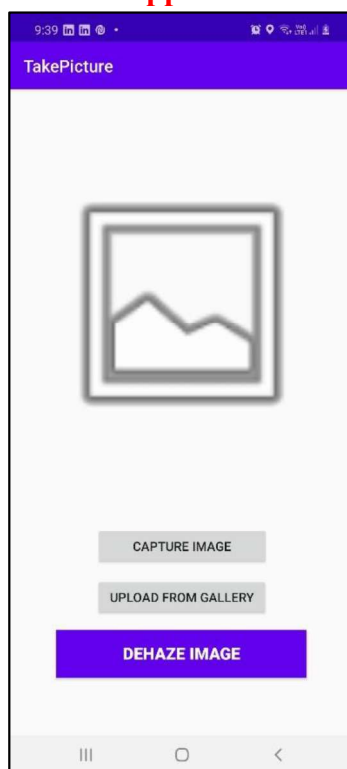 9:39
TakePicture
CAPTURE IMAGE
UPLOAD FROM GALLERY
DEHAZE IMAGE